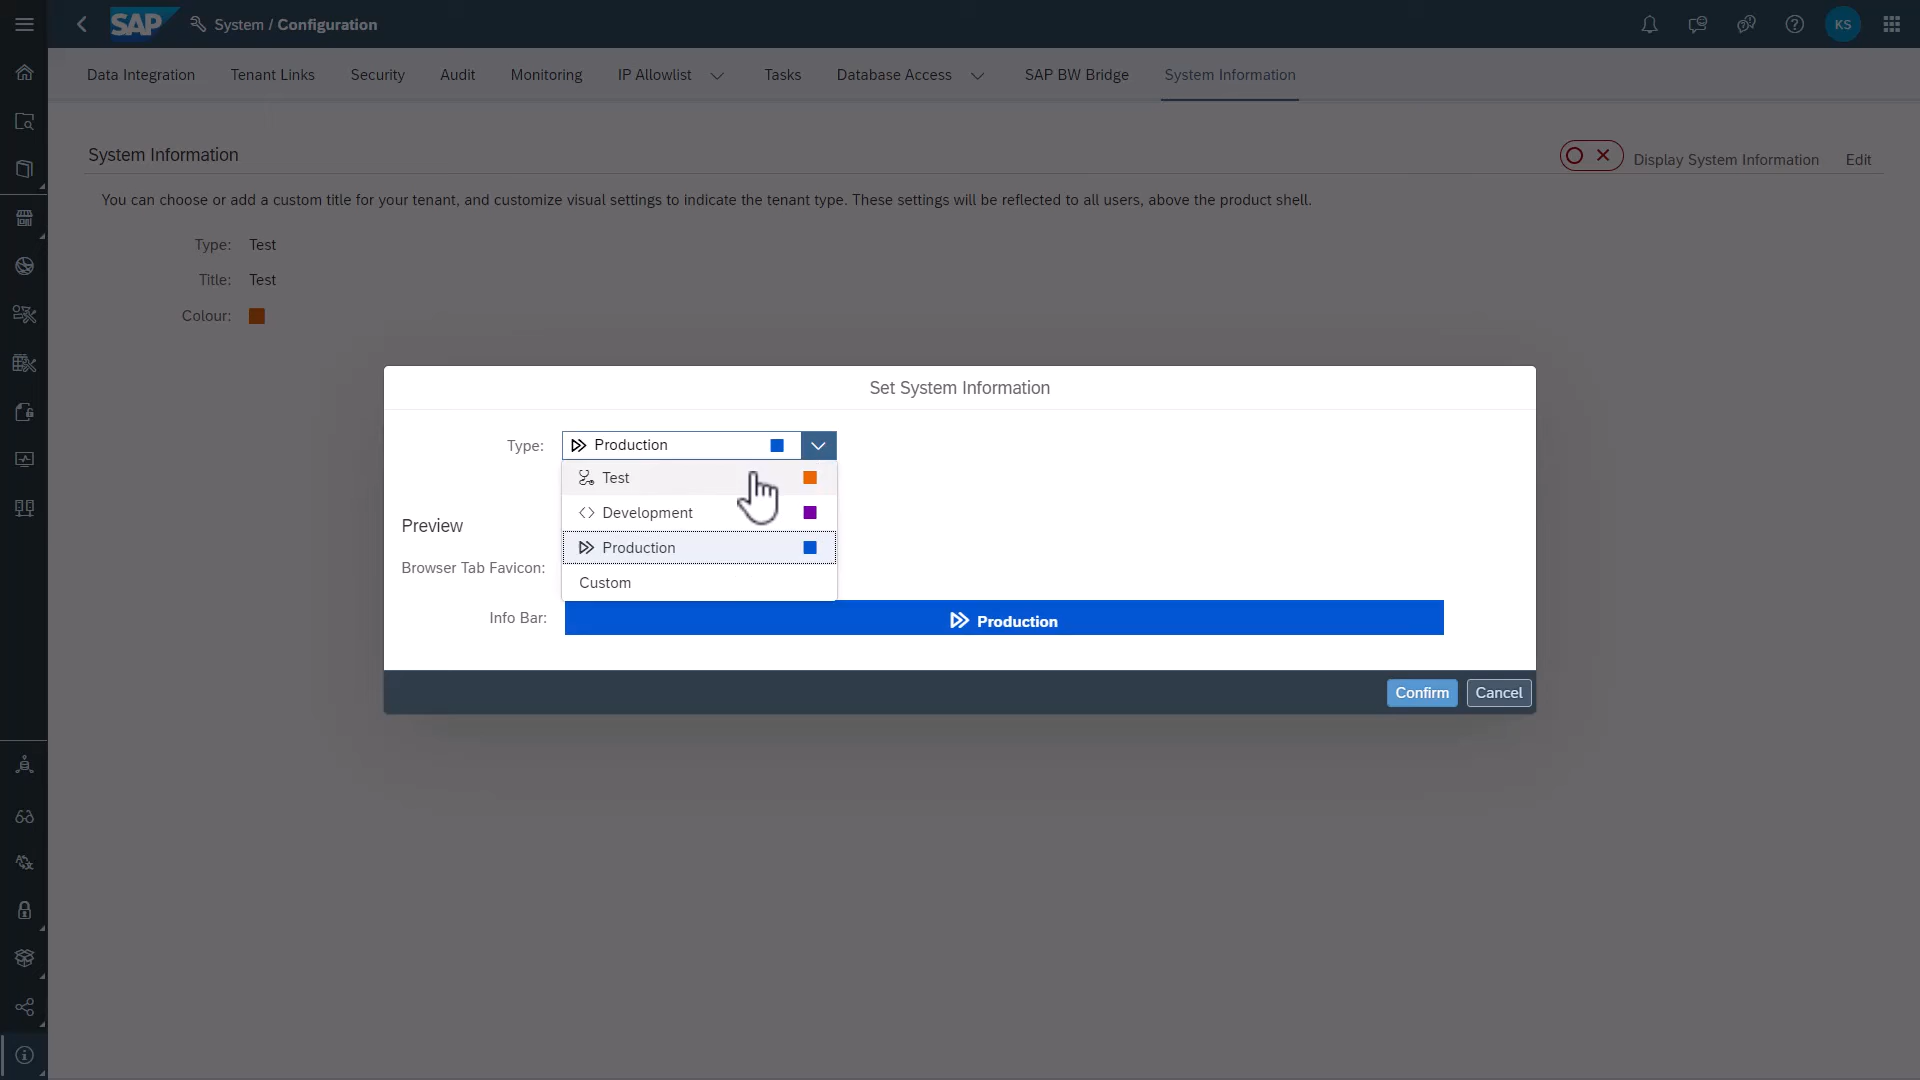 SAP System / Configuration KS
Data Integration Tenant Links Security Audit Monitoring IP Allowlist Tasks Database Access SAP BW Bridge System Information
System Information Display System Information Edit
You can choose or add a custom title for your tenant, and customize visual settings to indicate the tenant type. These settings will be reflected to all users, above the product shell.
Type: Test
Title: Test
Colour:
Set System Information
Type: Production
Test
Development
Preview
Production
Browser Tab Favicon:
Custom
Info Bar: Production
Confirm Cancel